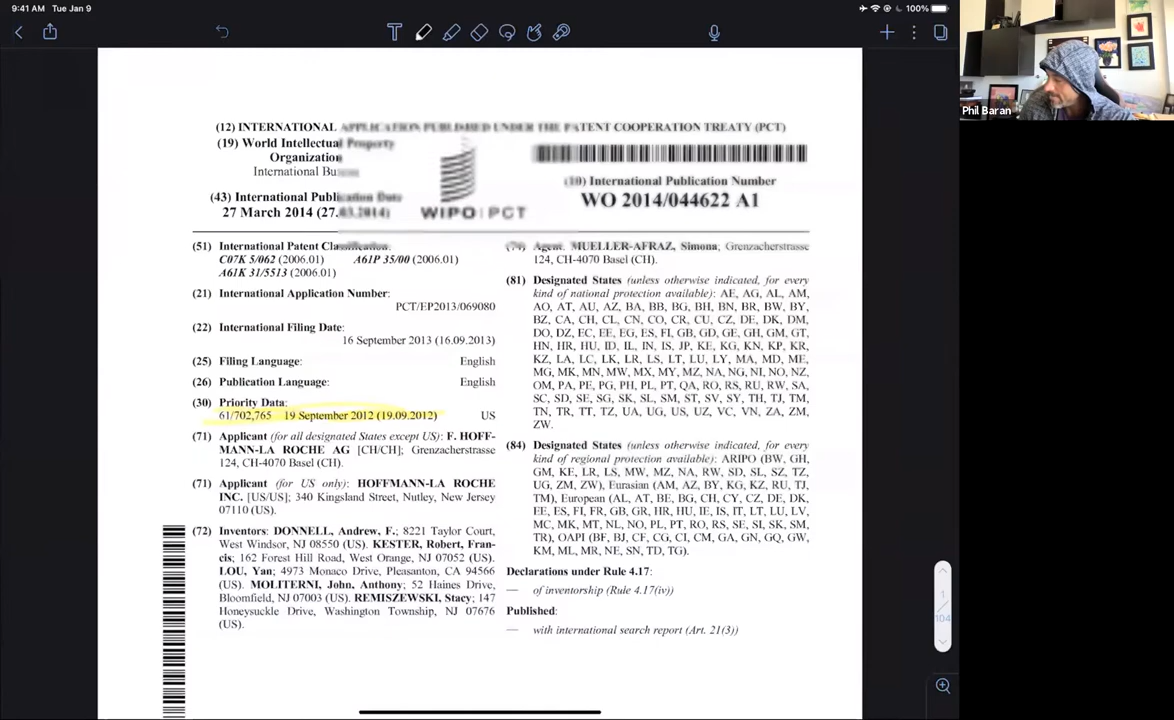 9:41 AM Tue Jan 9
100%
Phil Baran
(12) INTERNATIONAL APPLICATION PUBLISHED UNDER THE PATENT COOPERATION TREATY (PCT)
(19) World Intellectual Property
Organization
International Bu
(43) International Publication Date
27 March 2014 (27.03.2014)
WIPO | PCT
(10) International Publication Number
WO 2014/044622 A1
(51) International Patent Classification:
C07K 5/062 (2006.01) A61P 35/00 (2006.01)
A61K 31/5513 (2006.01)
(21) International Application Number:
PCT/EP2013/069080
(22) International Filing Date:
16 September 2013 (16.09.2013)
(25) Filing Language: English
(26) Publication Language: English
(30) Priority Data:
61/702,765 19 September 2012 (19.09.2012) US
(71) Applicant (for all designated States except US): F. HOFF-
MANN-LA ROCHE AG [CH/CH]; Grenzacherstrasse
124, CH-4070 Basel (CH).
(71) Applicant (for US only): HOFFMANN-LA ROCHE
INC. [US/US]; 340 Kingsland Street, Nutley, New Jersey
07110 (US).
(72) Inventors: DONNELL, Andrew, F.; 8221 Taylor Court,
West Windsor, NJ 08550 (US). KESTER, Robert, Fran-
cis; 162 Forest Hill Road, West Orange, NJ 07052 (US).
LOU, Yan; 4973 Monaco Drive, Pleasanton, CA 94566
(US). MOLITERNI, John, Anthony; 52 Haines Drive,
Bloomfield, NJ 07003 (US). REMISZEWSKI, Stacy; 147
Honeysuckle Drive, Washington Township, NJ 07676
(US).
(74) Agent: MUELLER-AFRAZ, Simona; Grenzacherstrasse
124, CH-4070 Basel (CH).
(81) Designated States (unless otherwise indicated, for every
kind of national protection available): AE, AG, AL, AM,
AO, AT, AU, AZ, BA, BB, BG, BH, BN, BR, BW, BY,
BZ, CA, CH, CL, CN, CO, CR, CU, CZ, DE, DK, DM,
DO, DZ, EC, EE, EG, ES, FI, GB, GD, GE, GH, GM, GT,
HN, HR, HU, ID, IL, IN, IS, JP, KE, KG, KN, KP, KR,
KZ, LA, LC, LK, LR, LS, LT, LU, LY, MA, MD, ME,
MG, MK, MN, MW, MX, MY, MZ, NA, NG, NI, NO, NZ,
OM, PA, PE, PG, PH, PL, PT, QA, RO, RS, RU, RW, SA,
SC, SD, SE, SG, SK, SL, SM, ST, SV, SY, TH, TJ, TM,
TN, TR, TT, TZ, UA, UG, US, UZ, VC, VN, ZA, ZM,
ZW.
(84) Designated States (unless otherwise indicated, for every
kind of regional protection available): ARIPO (BW, GH,
GM, KE, LR, LS, MW, MZ, NA, RW, SD, SL, SZ, TZ,
UG, ZM, ZW), Eurasian (AM, AZ, BY, KG, KZ, RU, TJ,
TM), European (AL, AT, BE, BG, CH, CY, CZ, DE, DK,
EE, ES, FI, FR, GB, GR, HR, HU, IE, IS, IT, LT, LU, LV,
MC, MK, MT, NL, NO, PL, PT, RO, RS, SE, SI, SK, SM,
TR), OAPI (BF, BJ, CF, CG, CI, CM, GA, GN, GQ, GW,
KM, ML, MR, NE, SN, TD, TG).
Declarations under Rule 4.17:
— of inventorship (Rule 4.17(iv))
Published:
— with international search report (Art. 21(3))
1
104